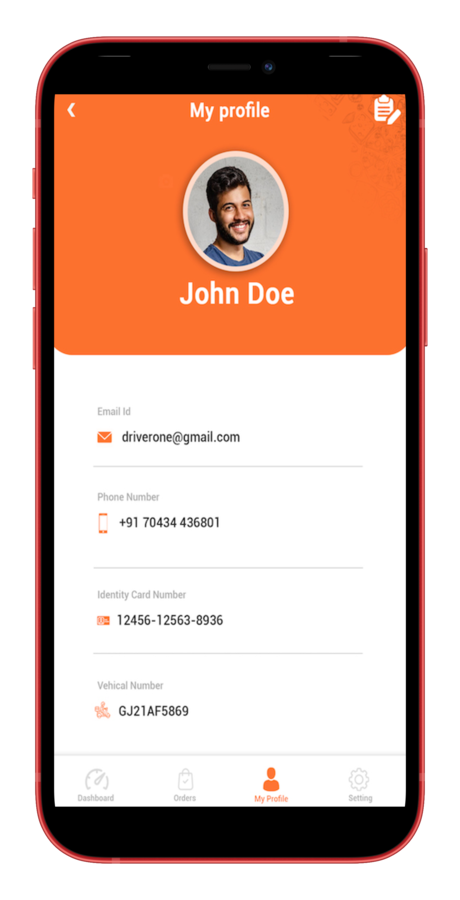 My profile
John Doe
Email Id
driverone@gmail.com
Phone Number
+91 70434 436801
Identity Card Number
12456-12563-8936
Vehical Number
GJ21AF5869
Dashboard
Orders
My Profile
Setting